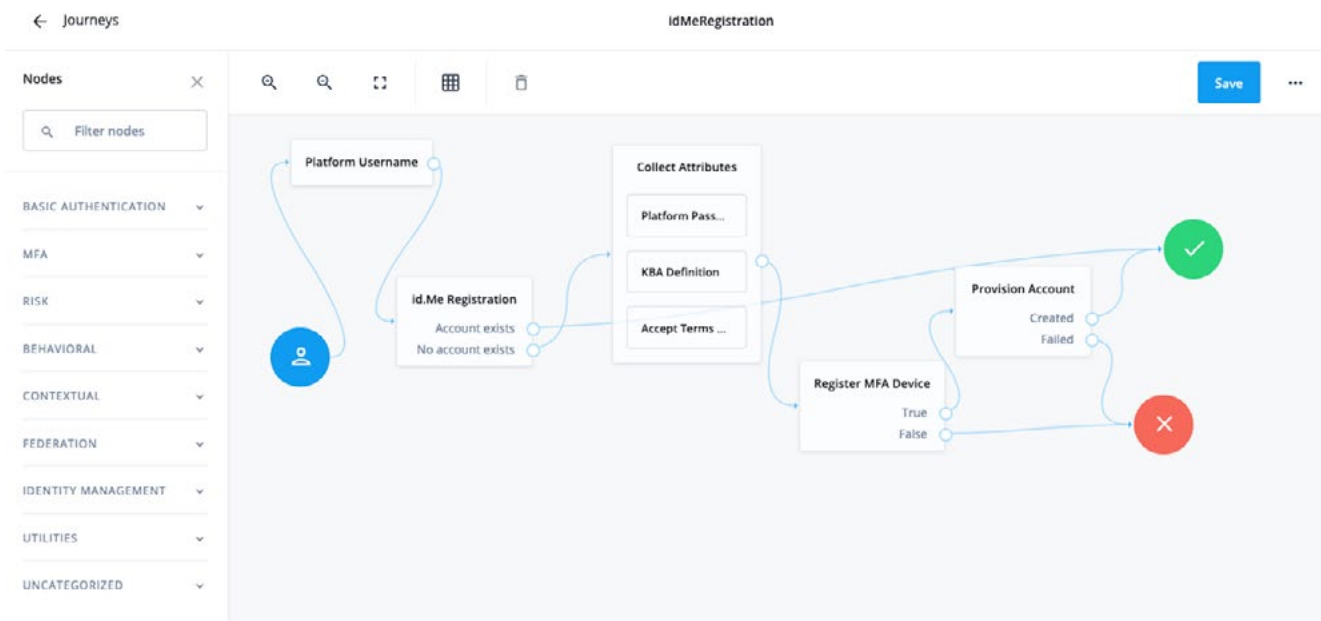 Journeys
idMeRegistration
Nodes
Save
Filter nodes
BASIC AUTHENTICATION
MFA
RISK
BEHAVIORAL
CONTEXTUAL
FEDERATION
IDENTITY MANAGEMENT
UTILITIES
UNCATEGORIZED
Platform Username
id.Me Registration
Account exists
No account exists
Collect Attributes
Platform Pass...
KBA Definition
Accept Terms ...
Register MFA Device
True
False
Provision Account
Created
Failed